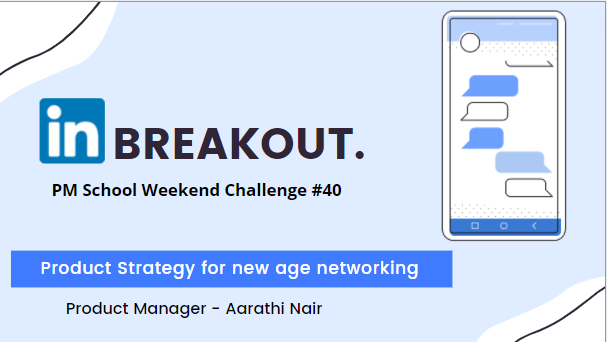 in BREAKOUT.
PM School Weekend Challenge #40
Product Strategy for new age networking
Product Manager - Aarathi Nair